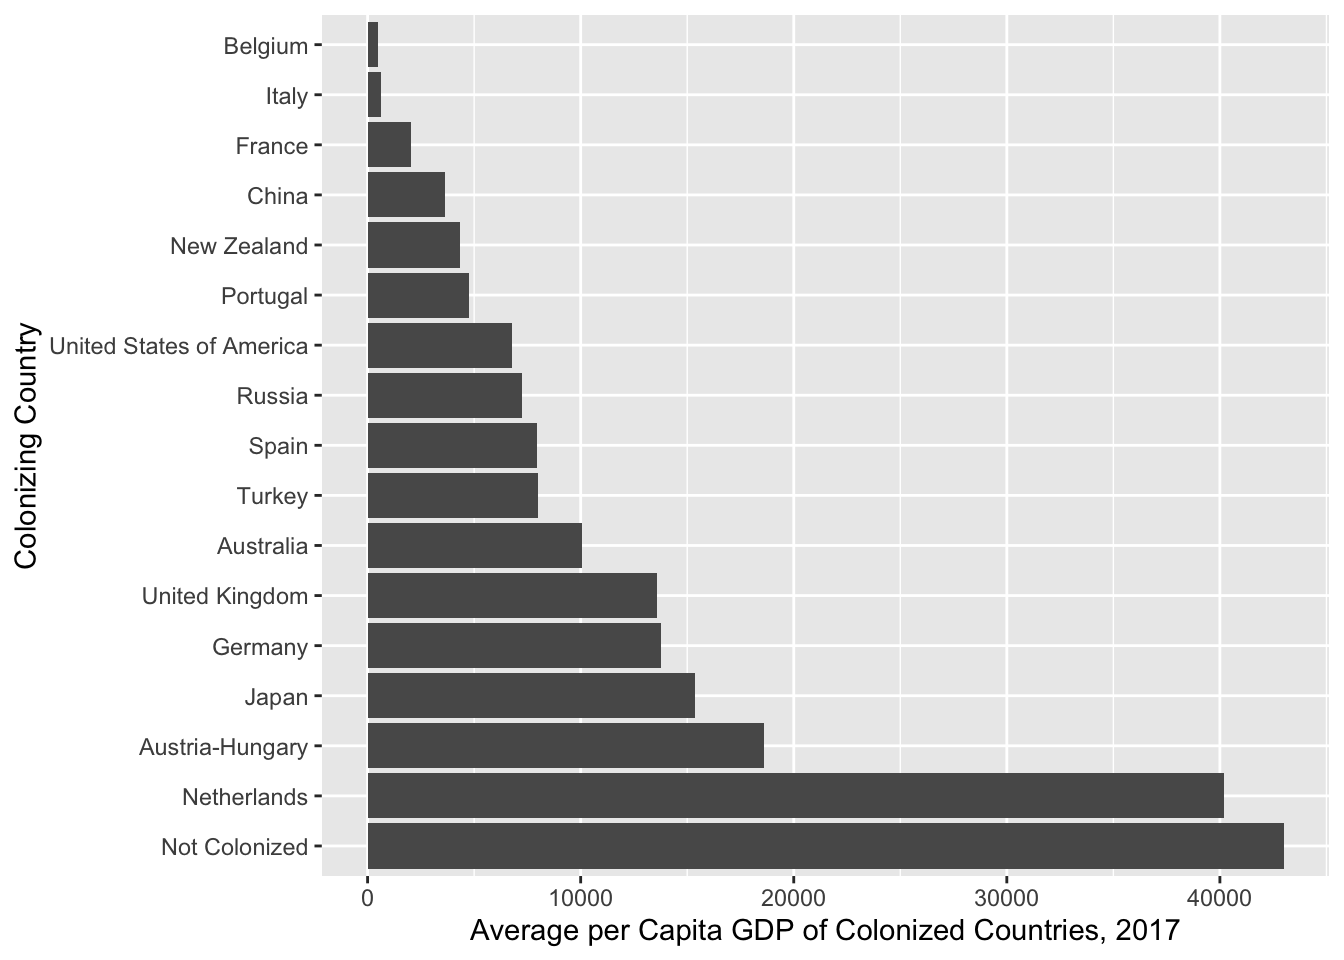 Belgium
Italy
France
China
New Zealand
Portugal
United States of America
Russia
Spain
Turkey
Australia
United Kingdom
Germany
Japan
Austria-Hungary
Netherlands
Not Colonized
Colonizing Country
0 10000 20000 30000 40000
Average per Capita GDP of Colonized Countries, 2017